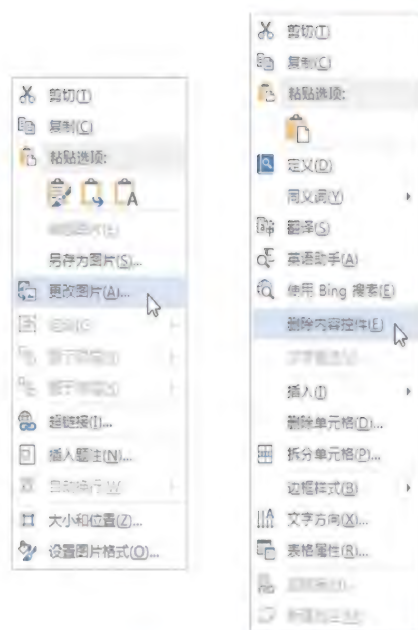 剪切(T)
复制(C)
粘贴选项:
另存为图片(S)...
更改图片(A)...
超链接(I)...
插入题注(N)...
自动换行(W)
大小和位置(Z)...
设置图片格式(O)...
剪切(T)
复制(C)
粘贴选项:
定义(D)
同义词(Y)
翻译(S)
英语助手(A)
使用 Bing 搜索(E)
删除内容控件(E)
插入(I)
删除单元格(D)...
拆分单元格(P)...
边框样式(B)
文字方向(X)...
表格属性(R)...